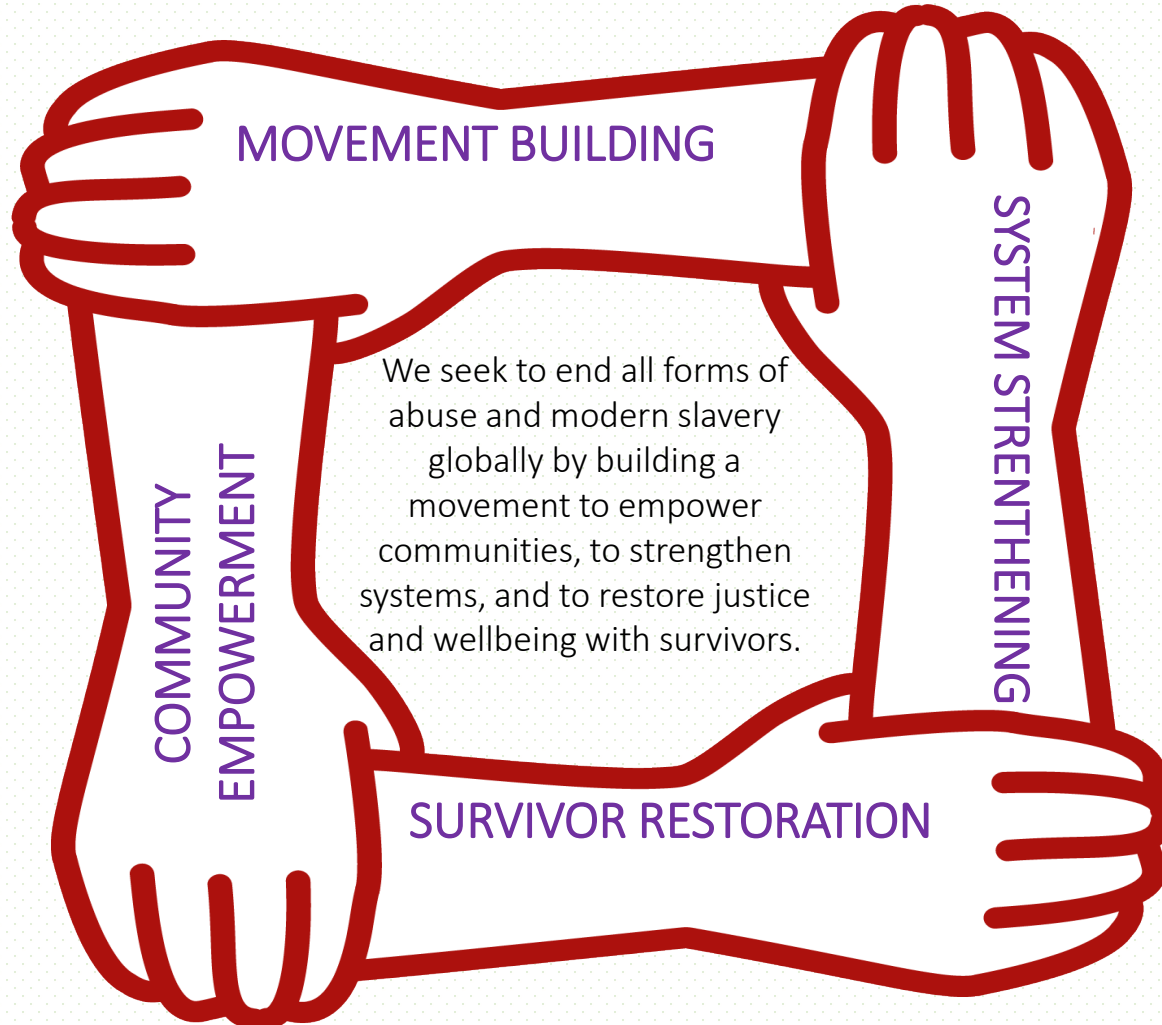 MOVEMENT BUILDING
SYSTEM STRENTHENING
We seek to end all forms of
abuse and modern slavery
globally by building a
movement to empower
communities, to strengthen
systems, and to restore justice
and wellbeing with survivors.
COMMUNITY
EMPOWERMENT
SURVIVOR RESTORATION